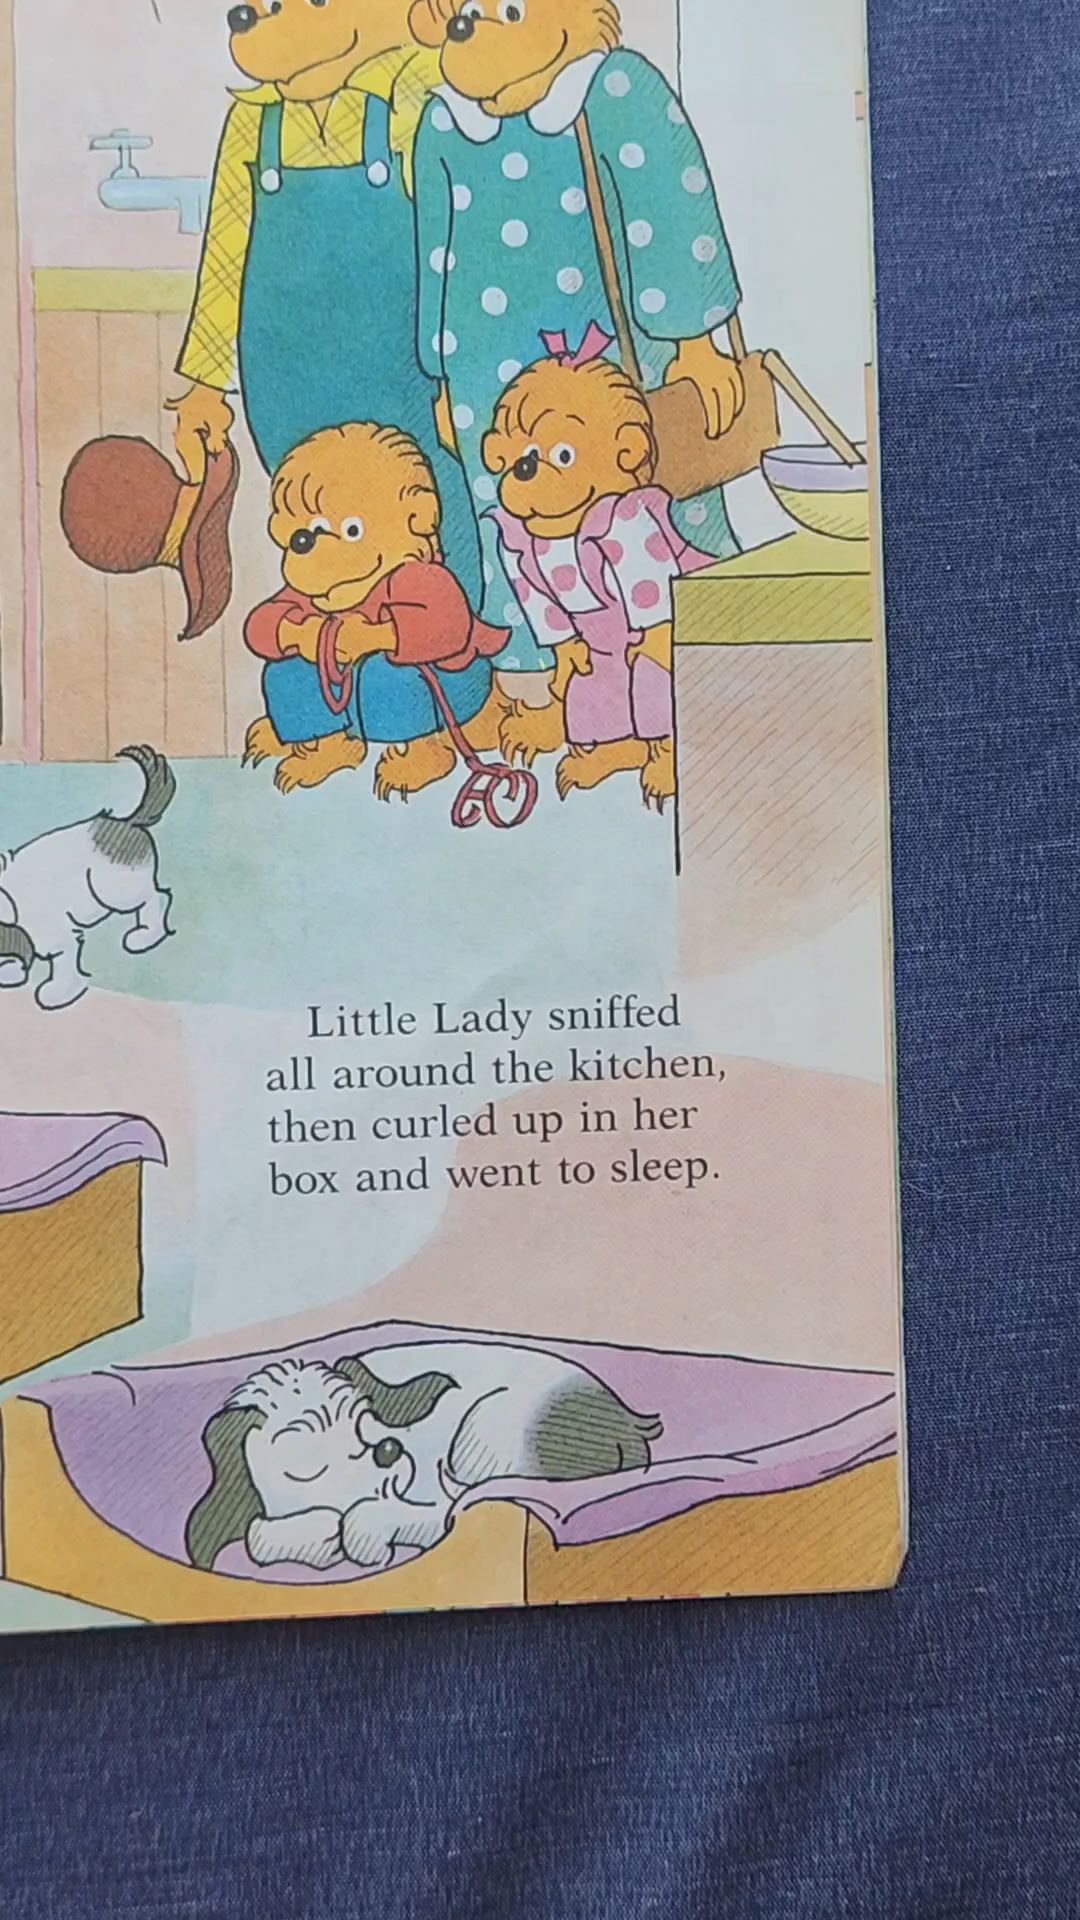 Little Lady sniffed
all around the kitchen,
then curled up in her
box and went to sleep.